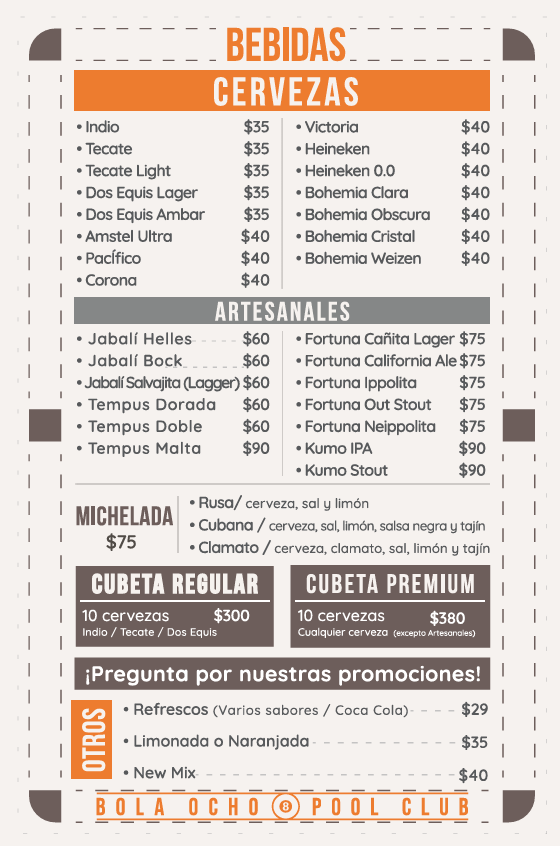 BEBIDAS
CERVEZAS
• Indio $35
• Tecate $35
• Tecate Light $35
• Dos Equis Lager $35
• Dos Equis Ambar $35
• Amstel Ultra $40
• Pacífico $40
• Corona $40
• Victoria $40
• Heineken $40
• Heineken 0.0 $40
• Bohemia Clara $40
• Bohemia Obscura $40
• Bohemia Cristal $40
• Bohemia Weizen $40
ARTESANALES
• Jabalí Helles $60
• Jabalí Bock $60
• Jabalí Salvajita (Lagger) $60
• Tempus Dorada $60
• Tempus Doble $60
• Tempus Malta $90
• Fortuna Cañita Lager $75
• Fortuna California Ale $75
• Fortuna Ippolita $75
• Fortuna Out Stout $75
• Fortuna Neippolita $75
• Kumo IPA $90
• Kumo Stout $90
MICHELADA
$75
• Rusa/ cerveza, sal y limón
• Cubana / cerveza, sal, limón, salsa negra y tajín
• Clamato / cerveza, clamato, sal, limón y tajín
CUBETA REGULAR
10 cervezas $300
Indio / Tecate / Dos Equis
CUBETA PREMIUM
10 cervezas $380
Cualquier cerveza (excepto Artesanales)
¡Pregunta por nuestras promociones!
OTROS
• Refrescos (Varios sabores / Coca Cola) $29
• Limonada o Naranjada $35
• New Mix $40
BOLA OCHO 8 POOL CLUB